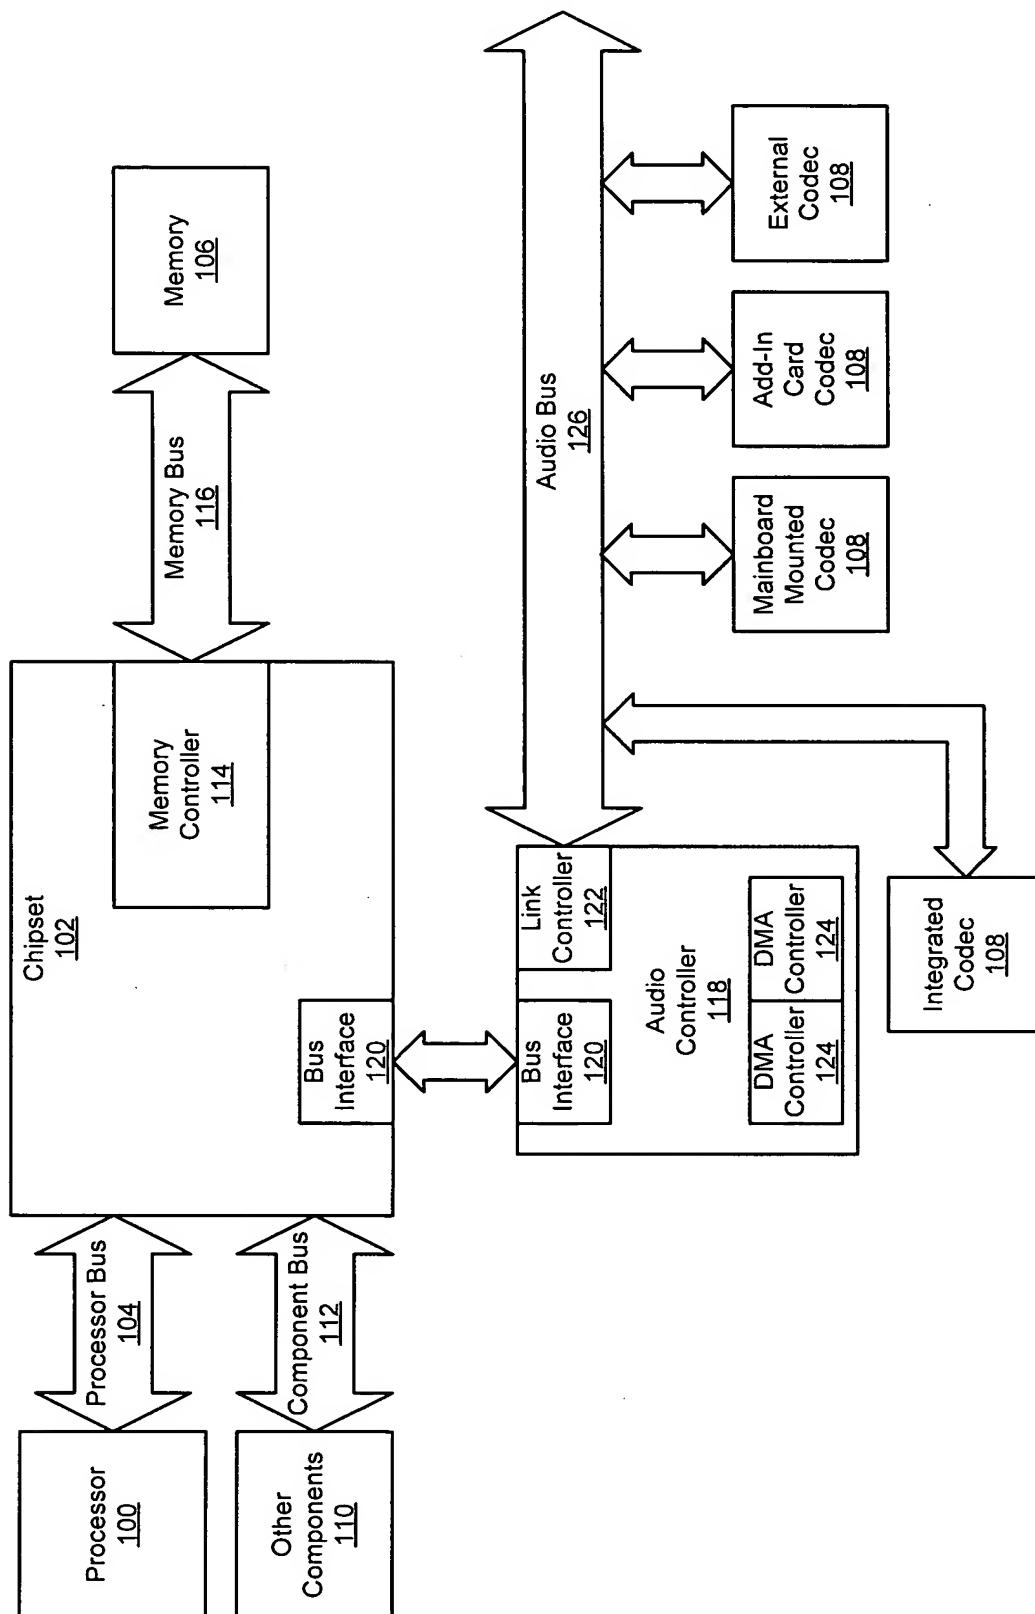 Processor
100
Processor Bus
104
Chipset
102
Memory
Controller
114
Memory Bus
116
Memory
106
Other
Components
110
Component Bus
112
Bus
Interface
120
Bus
Interface
120
Link
Controller
122
Audio
Controller
118
DMA
Controller
124
DMA
Controller
124
Audio Bus
126
Integrated
Codec
108
Mainboard
Mounted
Codec
108
Add-In
Card
Codec
108
External
Codec
108